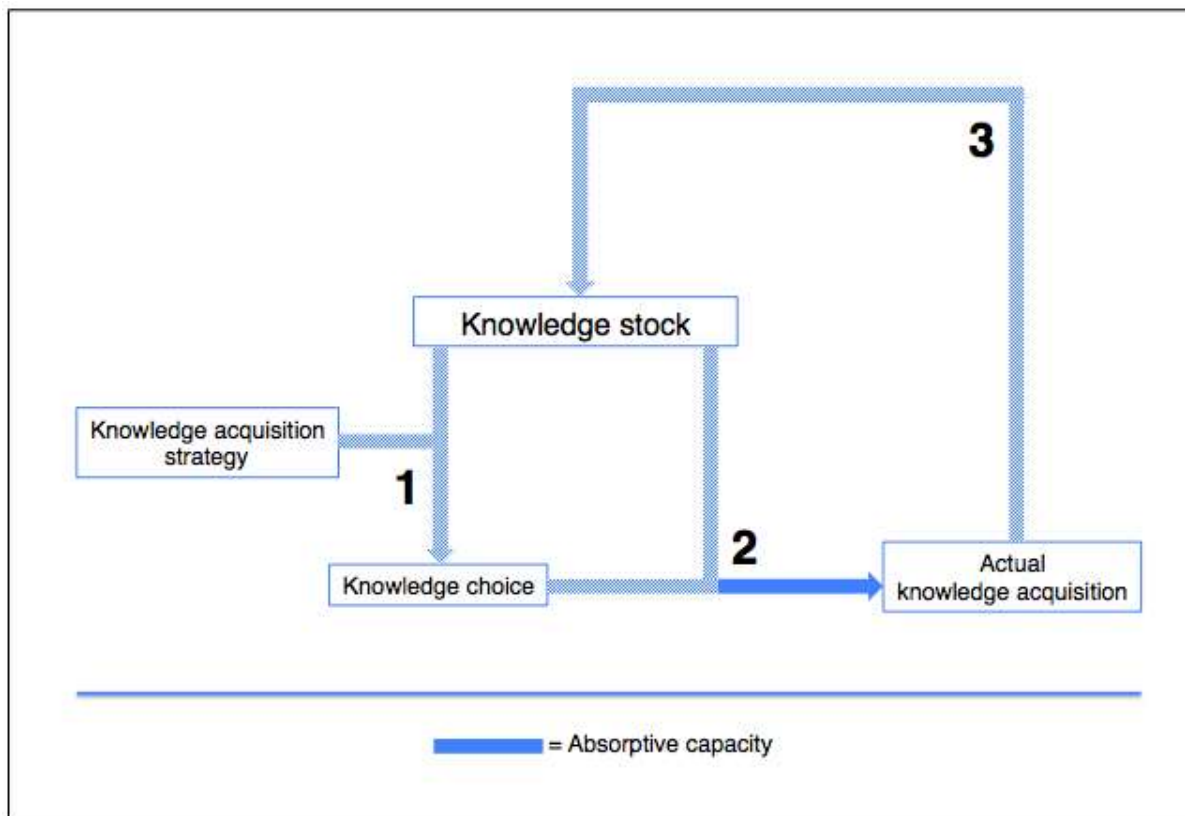 3
Knowledge stock
Knowledge acquisition
strategy
1
2
Knowledge choice
Actual
knowledge acquisition
= Absorptive capacity